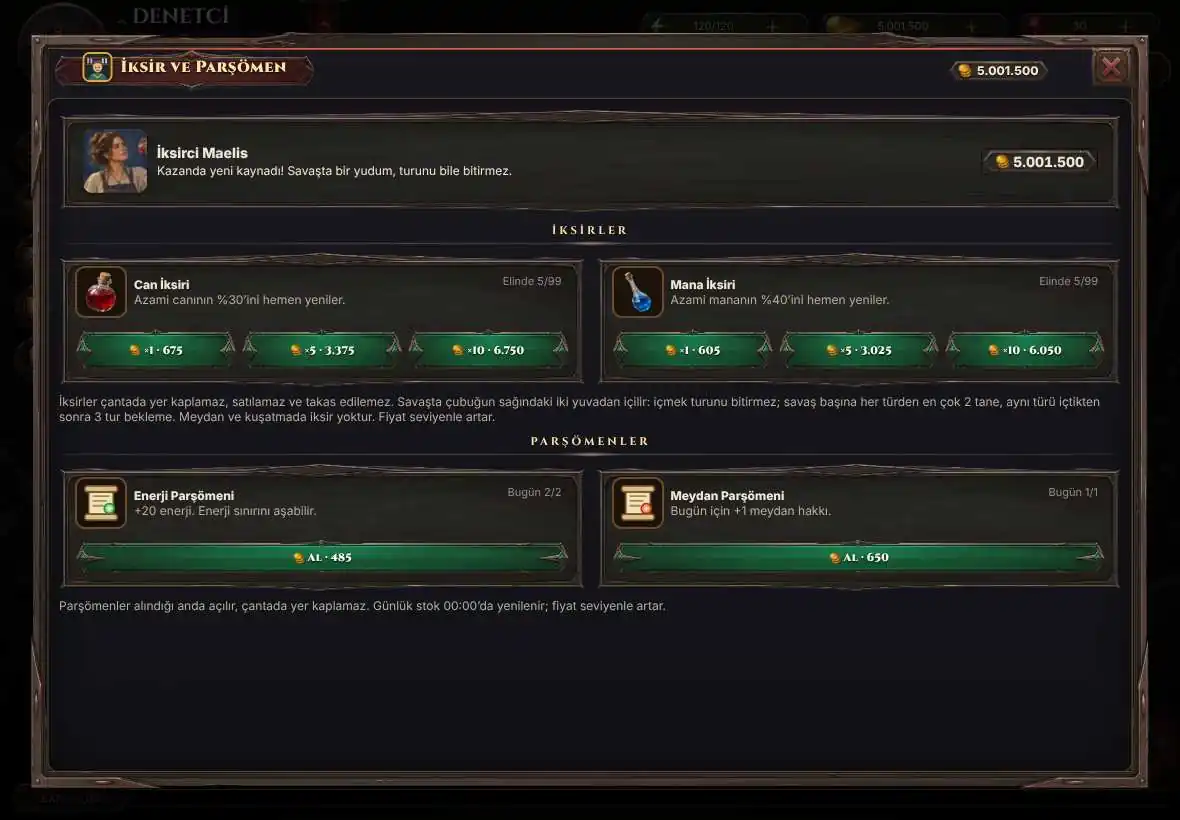 DENETCİ
120/120
5.001.500
30
İKSİR VE PARŞÖMEN
5.001.500
İksirci Maelis
Kazanda yeni kaynadı! Savaşta bir yudum, turunu bile bitirmez.
5.001.500
İKSİRLER
Can İksiri
Elinde 5/99
Azami canının %30'ini hemen yeniler.
×1 · 675
×5 · 3.375
×10 · 6.750
Mana İksiri
Elinde 5/99
Azami mananın %40'ini hemen yeniler.
×1 · 605
×5 · 3.025
×10 · 6.050
İksirler çantada yer kaplamaz, satılamaz ve takas edilemez. Savaşta çubuğun sağındaki iki yuvadan içilir: içmek turunu bitirmez; savaş başına her türden en çok 2 tane, aynı türü içtikten
sonra 3 tur bekleme. Meydan ve kuşatmada iksir yoktur. Fiyat seviyenle artar.
PARŞÖMENLER
Enerji Parşömeni
Bugün 2/2
+20 enerji. Enerji sınırını aşabilir.
AL · 485
Meydan Parşömeni
Bugün 1/1
Bugün için +1 meydan hakkı.
AL · 650
Parşömenler alındığı anda açılır, çantada yer kaplamaz. Günlük stok 00:00'da yenilenir; fiyat seviyenle artar.